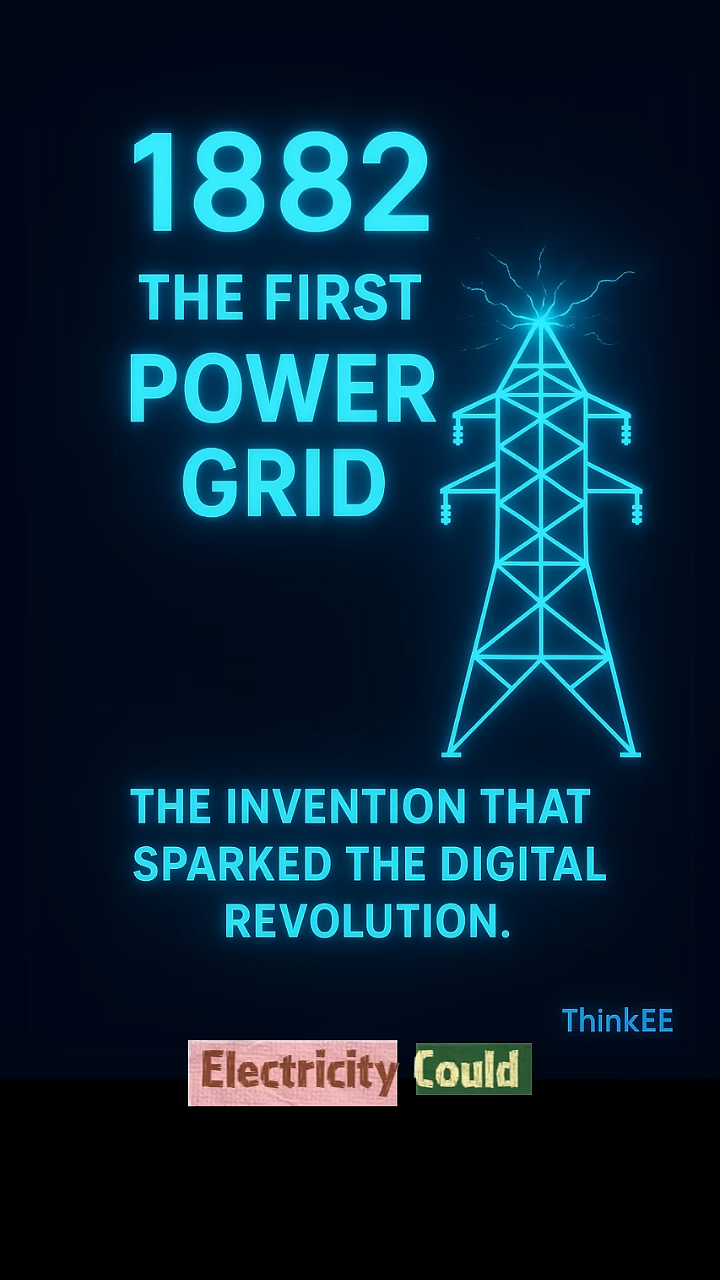 1882
THE FIRST
POWER
GRID
THE INVENTION THAT
SPARKED THE DIGITAL
REVOLUTION.
ThinkEE
Electricity Could